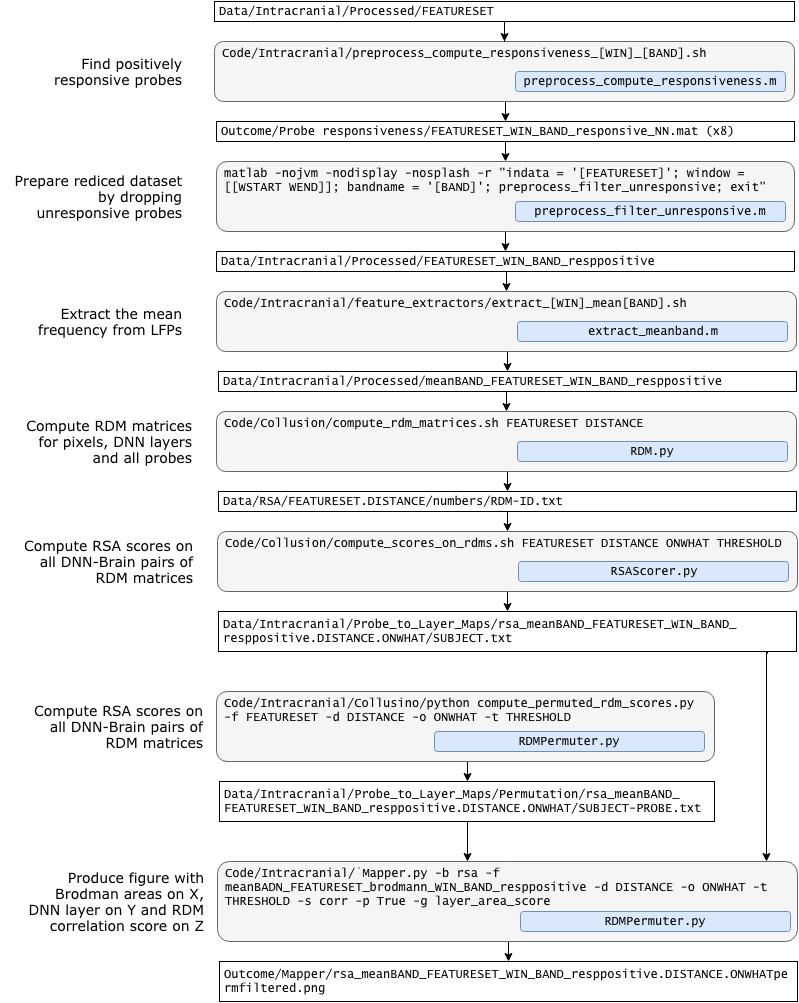 Data/Intracranial/Processed/FEATURESET
Find positively
responsive probes
Code/Intracranial/preprocess_compute_responsiveness_[WIN]_[BAND].sh
preprocess_compute_responsiveness.m
Outcome/Probe responsiveness/FEATURESET_WIN_BAND_responsive_NN.mat (x8)
Prepare rediced dataset
by dropping
unresponsive probes
matlab -nojvm -nodisplay -nosplash -r "indata = '[FEATURESET]'; window =
[[WSTART WEND]]; bandname = '[BAND]'; preprocess_filter_unresponsive; exit"
preprocess_filter_unresponsive.m
Data/Intracranial/Processed/FEATURESET_WIN_BAND_resppositive
Extract the mean
frequency from LFPs
Code/Intracranial/feature_extractors/extract_[WIN]_mean[BAND].sh
extract_meanband.m
Data/Intracranial/Processed/meanBAND_FEATURESET_WIN_BAND_resppositive
Compute RDM matrices
for pixels, DNN layers
and all probes
Code/Collusion/compute_rdm_matrices.sh FEATURESET DISTANCE
RDM.py
Data/RSA/FEATURESET.DISTANCE/numbers/RDM-ID.txt
Compute RSA scores on
all DNN-Brain pairs of
RDM matrices
Code/Collusion/compute_scores_on_rdms.sh FEATURESET DISTANCE ONWHAT THRESHOLD
RSAScorer.py
Data/Intracranial/Probe_to_Layer_Maps/rsa_meanBAND_FEATURESET_WIN_BAND_
resppositive.DISTANCE.ONWHAT/SUBJECT.txt
Compute RSA scores on
all DNN-Brain pairs of
RDM matrices
Code/Intracranial/Collusino/python compute_permuted_rdm_scores.py
-f FEATURESET -d DISTANCE -o ONWHAT -t THRESHOLD
RDMPermuter.py
Data/Intracranial/Probe_to_Layer_Maps/Permutation/rsa_meanBAND_
FEATURESET_WIN_BAND_resppositive.DISTANCE.ONWHAT/SUBJECT-PROBE.txt
Produce figure with
Brodman areas on X,
DNN layer on Y and RDM
correlation score on Z
Code/Intracranial/`Mapper.py -b rsa -f
meanBADN_FEATURESET_brodmann_WIN_BAND_resppositive -d DISTANCE -o ONWHAT -t
THRESHOLD -s corr -p True -g layer_area_score
RDMPermuter.py
Outcome/Mapper/rsa_meanBAND_FEATURESET_WIN_BAND_resppositive.DISTANCE.ONWHATpe
rmfiltered.png